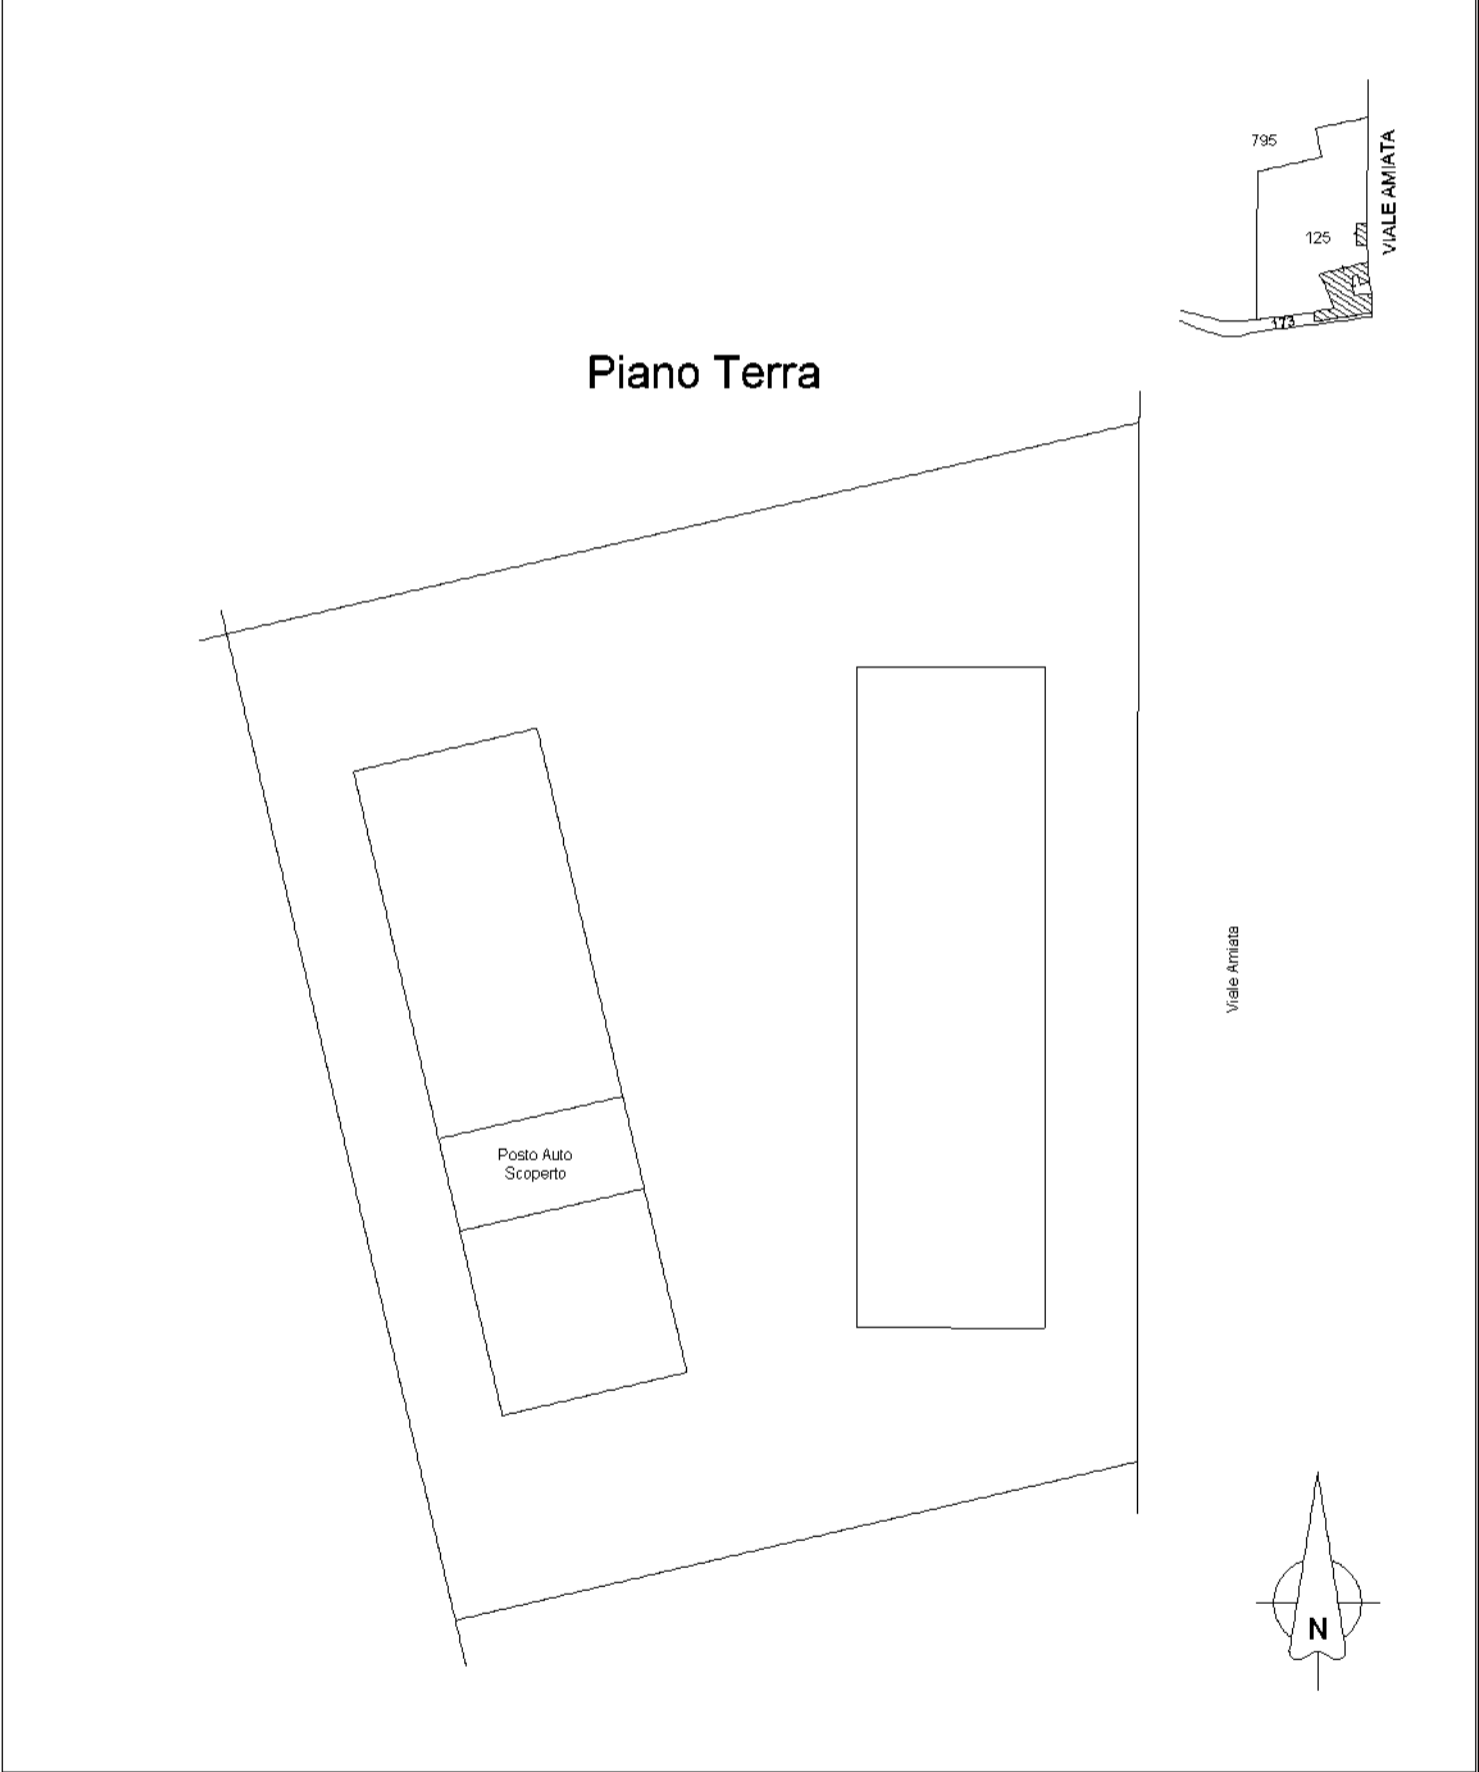 795
VIALE AMIATA
125
173
Piano Terra
Viale Amiata
Posto Auto
Scoperto
N